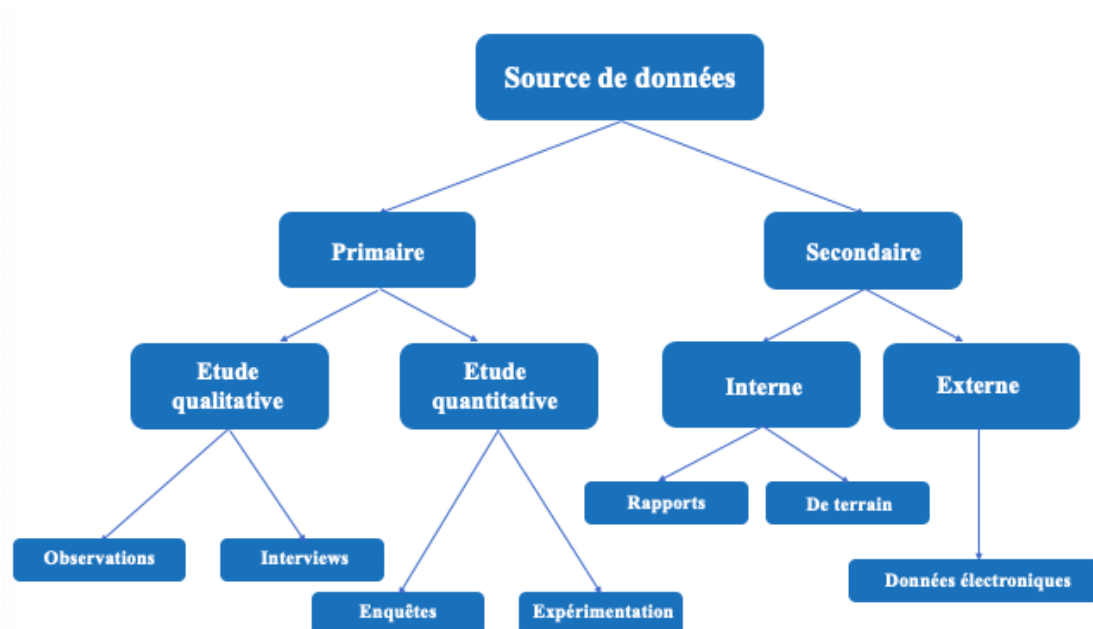 Source de données
Primaire
Secondaire
Etude
qualitative
Etude
quantitative
Interne
Externe
Rapports
De terrain
Observations
Interviews
Données électroniques
Enquêtes
Expérimentation